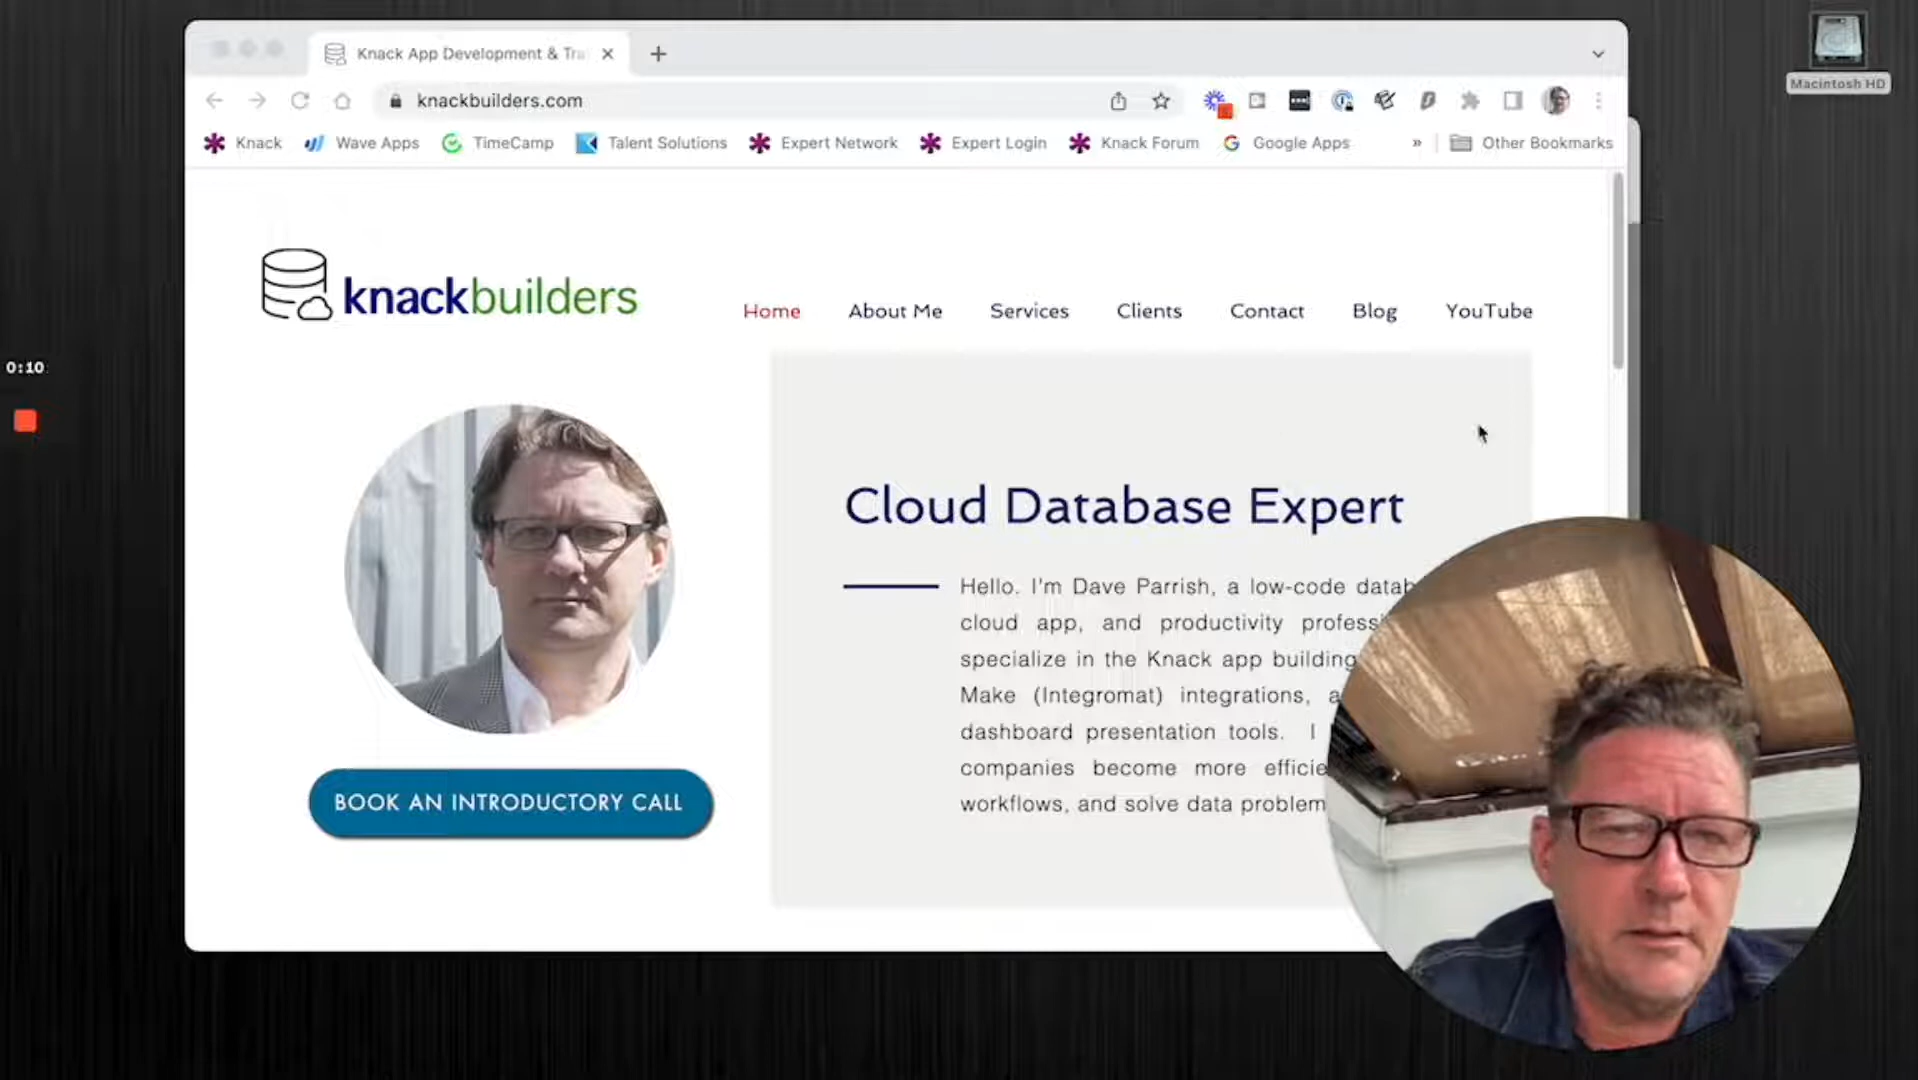 Knack App Development & Tra
knackbuilders.com
Knack Wave Apps TimeCamp Talent Solutions Expert Network Expert Login Knack Forum Google Apps » Other Bookmarks
Macintosh HD
knackbuilders
Home About Me Services Clients Contact Blog YouTube
0:10
Cloud Database Expert
Hello. I'm Dave Parrish, a low-code datab
cloud app, and productivity profess
specialize in the Knack app building
Make (Integromat) integrations, a
dashboard presentation tools. I
companies become more efficie
workflows, and solve data problem
BOOK AN INTRODUCTORY CALL